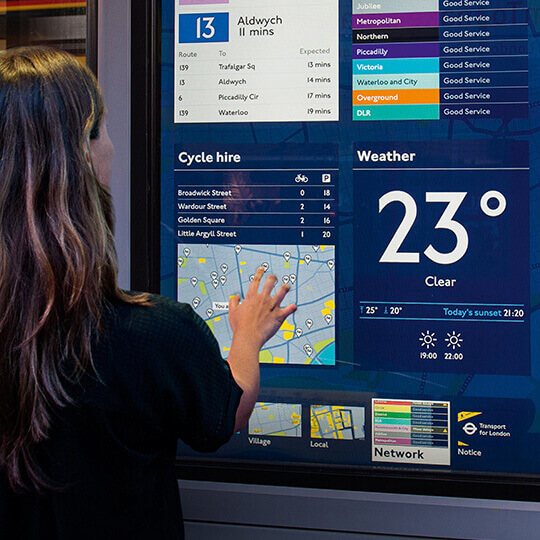 13 Aldwych
11 mins
Route To Expected
139 Trafalgar Sq 13 mins
13 Aldwych 14 mins
6 Piccadilly Cir 17 mins
139 Waterloo 19 mins
Jubilee Good Service
Metropolitan Good Service
Northern Good Service
Piccadilly Good Service
Victoria Good Service
Waterloo and City Good Service
Overground Good Service
DLR Good Service
Cycle hire
P
Broadwick Street 0 18
Wardour Street 2 14
Golden Square 2 16
Little Argyll Street 1 20
You a
Weather
23°
Clear
25° 20° Today's sunset 21:20
19:00 22:00
Village
Local
Network
Transport
for London
Notice